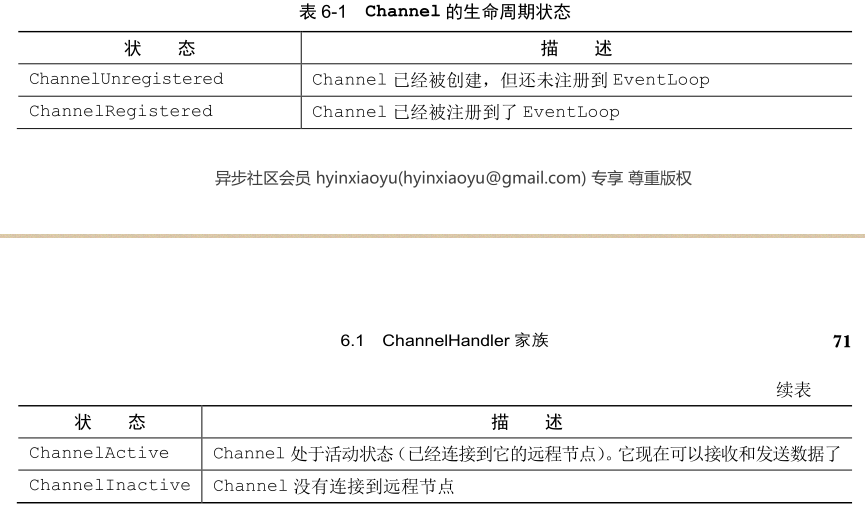 表 6-1 Channel 的生命周期状态
状 态 描 述
ChannelUnregistered Channel 已经被创建，但还未注册到 EventLoop
ChannelRegistered Channel 已经被注册到了 EventLoop
异步社区会员 hyinxiaoyu(hyinxiaoyu@gmail.com) 专享 尊重版权
6.1 ChannelHandler 家族 71
续表
状 态 描 述
ChannelActive Channel 处于活动状态（已经连接到它的远程节点）。它现在可以接收和发送数据了
ChannelInactive Channel 没有连接到远程节点